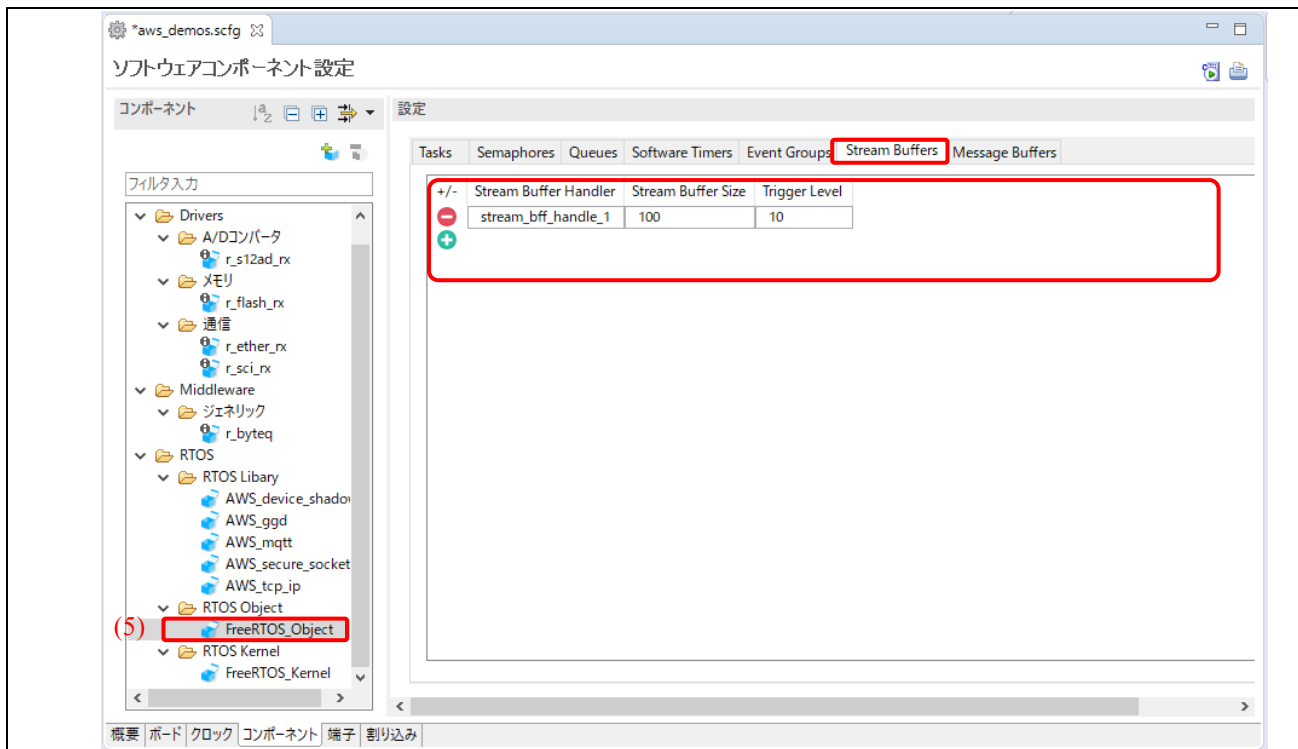 *aws_demos.scfg
ソフトウェアコンポーネント設定
コンポーネント
設定
Tasks Semaphores Queues Software Timers Event Groups Stream Buffers Message Buffers
フィルタ入力
+/- Stream Buffer Handler Stream Buffer Size Trigger Level
stream_bff_handle_1 100 10
Drivers
A/Dコンバータ
r_s12ad_rx
メモリ
r_flash_rx
通信
r_ether_rx
r_sci_rx
Middleware
ジェネリック
r_byteq
RTOS
RTOS Libary
AWS_device_shadow
AWS_ggd
AWS_mqtt
AWS_secure_socket
AWS_tcp_ip
RTOS Object
(5) FreeRTOS_Object
RTOS Kernel
FreeRTOS_Kernel
概要 ボード クロック コンポーネント 端子 割り込み